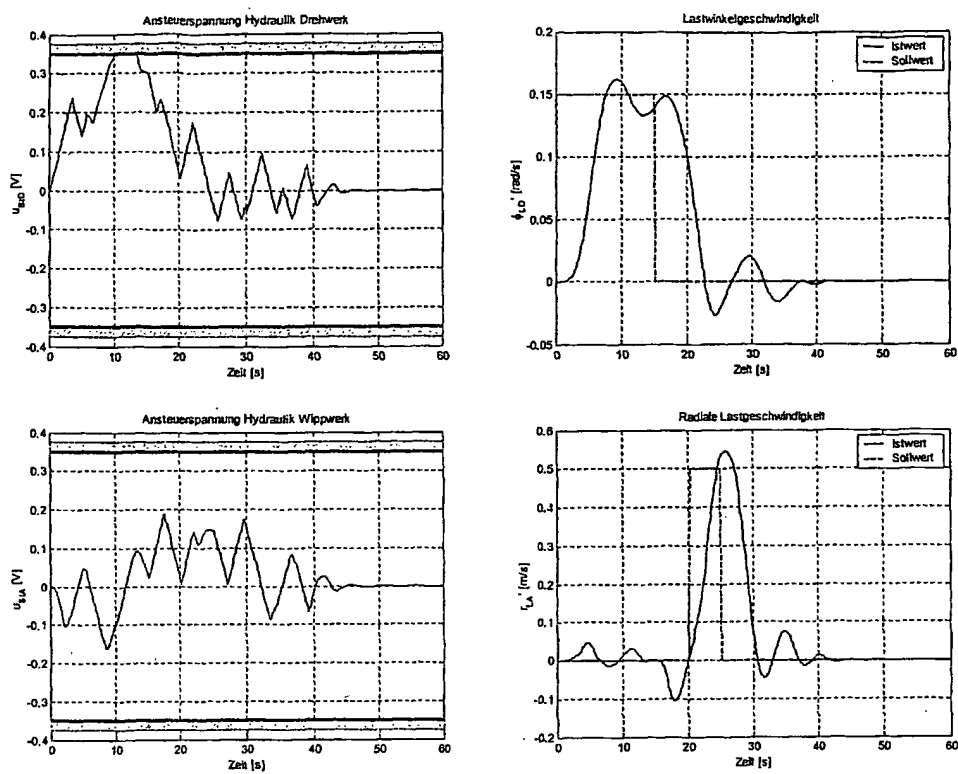 Ansteuerspannung Hydraulik Drehwerk
0.4
0.3
0.2
0.1
0
-0.1
-0.2
-0.3
-0.4
u_StD [V]
0 10 20 30 40 50 60
Zeit [s]
Lastwinkelgeschwindigkeit
Istwert
Sollwert
0.2
0.15
0.1
0.05
0
-0.05
ϕ_LD' [rad/s]
0 10 20 30 40 50 60
Zeit [s]
Ansteuerspannung Hydraulik Wippwerk
0.4
0.3
0.2
0.1
0
-0.1
-0.2
-0.3
-0.4
u_StA [V]
0 10 20 30 40 50 60
Zeit [s]
Radiale Lastgeschwindigkeit
Istwert
Sollwert
0.6
0.5
0.4
0.3
0.2
0.1
0
-0.1
-0.2
r_LA' [m/s]
0 10 20 30 40 50 60
Zeit [s]